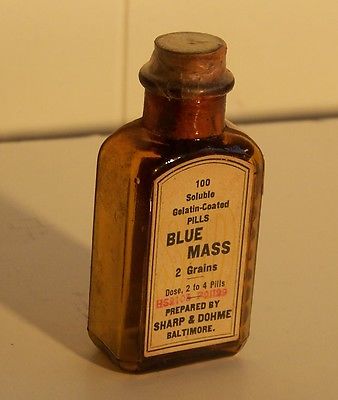 100
Soluble
Gelatin-Coated
PILLS
BLUE
MASS
2 Grains
Dose, 2 to 4 Pills
PREPARED BY
SHARP & DOHME
BALTIMORE.